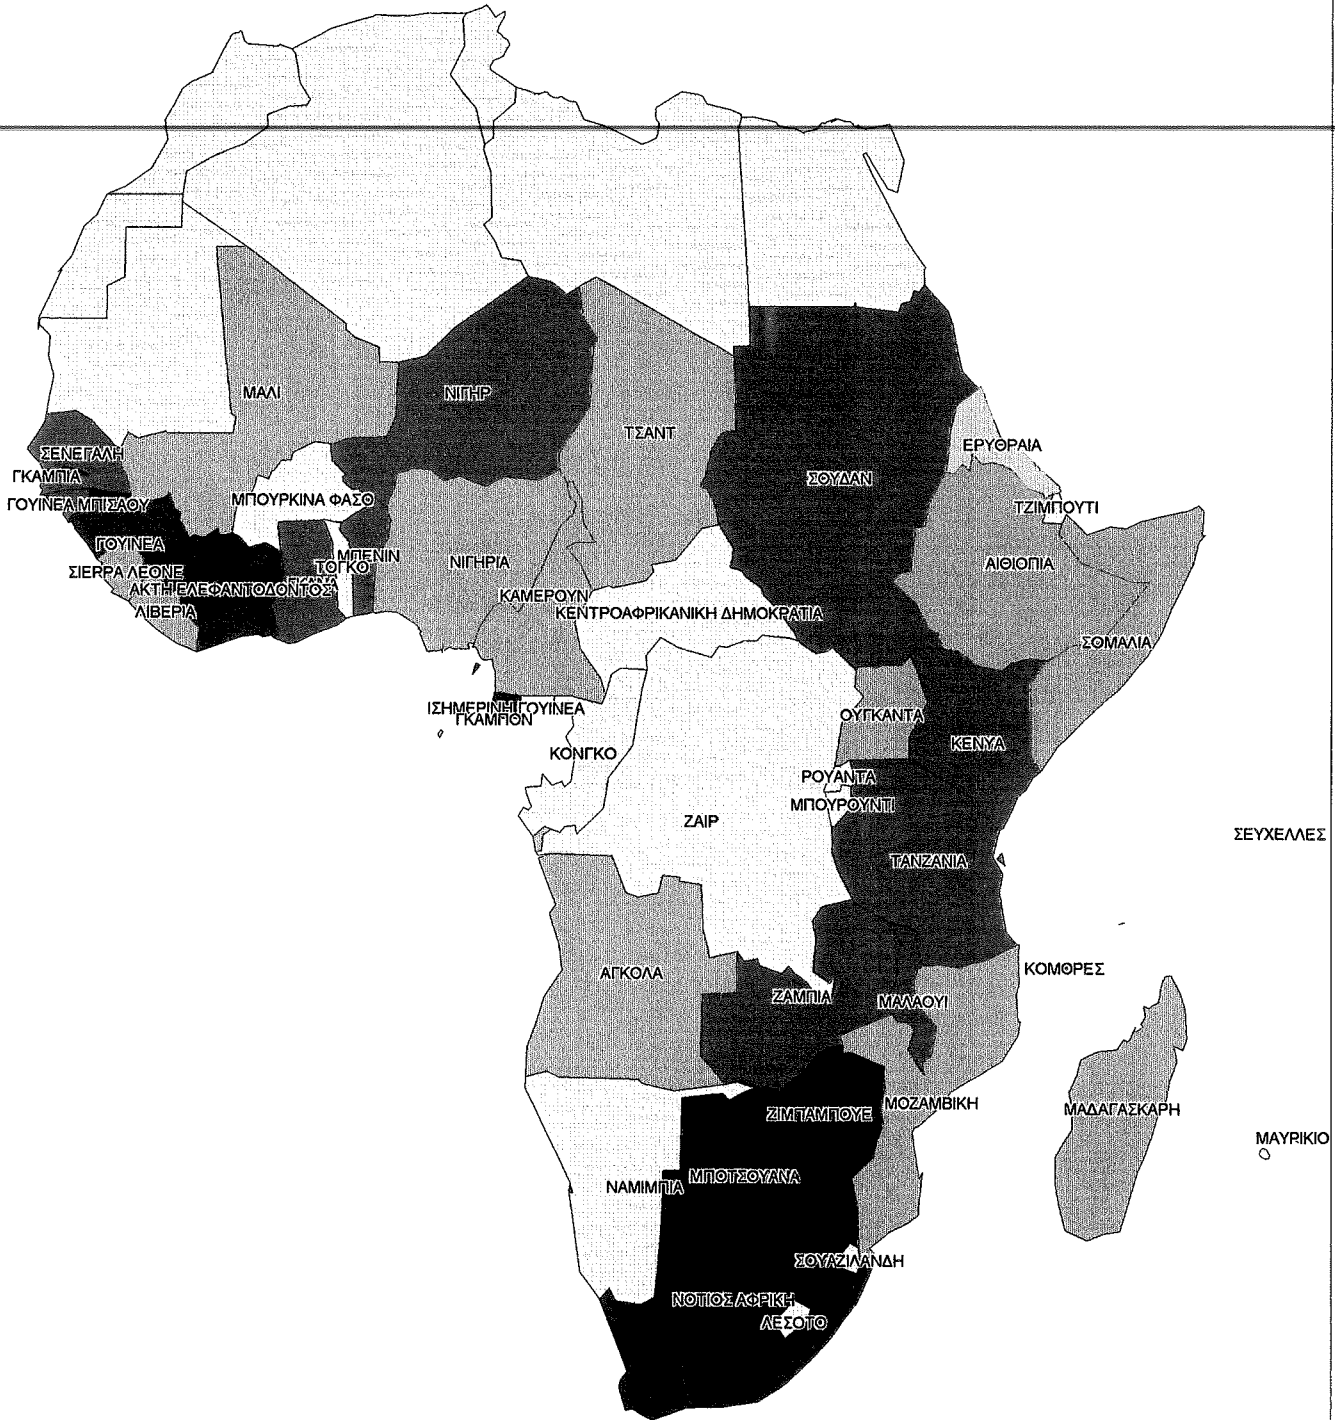 ΜΑΛΙ
ΝΙΓΗΡ
ΤΣΑΝΤ
ΕΡΥΘΡΑΙΑ
ΣΕΝΕΓΑΛΗ
ΓΚΑΜΠΙΑ
ΣΟΥΔΑΝ
ΜΠΟΥΡΚΙΝΑ ΦΑΣΟ
ΓΟΥΙΝΕΑ ΜΠΙΣΑΟΥ
ΤΖΙΜΠΟΥΤΙ
ΓΟΥΙΝΕΑ
ΜΠΕΝΙΝ
ΤΟΓΚΟ
ΝΙΓΗΡΙΑ
ΑΙΘΙΟΠΙΑ
ΣΙΕΡΡΑ ΛΕΟΝΕ
ΑΚΤΗ ΕΛΕΦΑΝΤΟΔΟΝΤΟΣ
ΚΑΜΕΡΟΥΝ
ΛΙΒΕΡΙΑ
ΚΕΝΤΡΟΑΦΡΙΚΑΝΙΚΗ ΔΗΜΟΚΡΑΤΙΑ
ΣΟΜΑΛΙΑ
ΙΣΗΜΕΡΙΝΗ ΓΟΥΙΝΕΑ
ΓΚΑΜΠΟΝ
ΟΥΓΚΑΝΤΑ
ΚΕΝΥΑ
ΚΟΝΓΚΟ
ΡΟΥΑΝΤΑ
ΜΠΟΥΡΟΥΝΤΙ
ΖΑΙΡ
ΣΕΥΧΕΛΛΕΣ
ΤΑΝΖΑΝΙΑ
ΑΓΚΟΛΑ
ΚΟΜΘΡΕΣ
ΖΑΜΠΙΑ
ΜΑΛΑΟΥΙ
ΜΟΖΑΜΒΙΚΗ
ΖΙΜΠΑΜΠΟΥΕ
ΜΑΔΑΓΑΣΚΑΡΗ
ΜΑΥΡΙΚΙΟ
ΜΠΟΤΣΟΥΑΝΑ
ΝΑΜΙΜΠΙΑ
ΣΟΥΑΖΙΛΑΝΔΗ
ΝΟΤΙΟΣ ΑΦΡΙΚΗ
ΛΕΣΟΤΟ